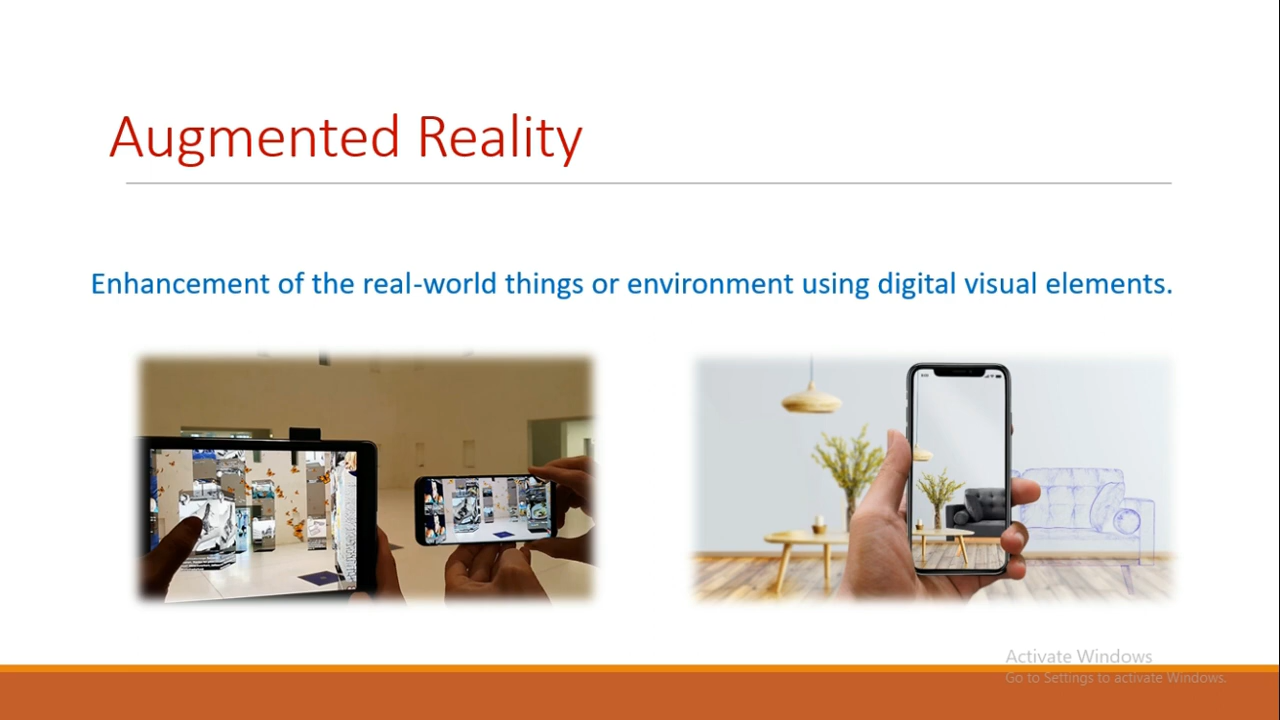 Augmented Reality
Enhancement of the real-world things or environment using digital visual elements.
Activate Windows
Go to Settings to activate Windows.